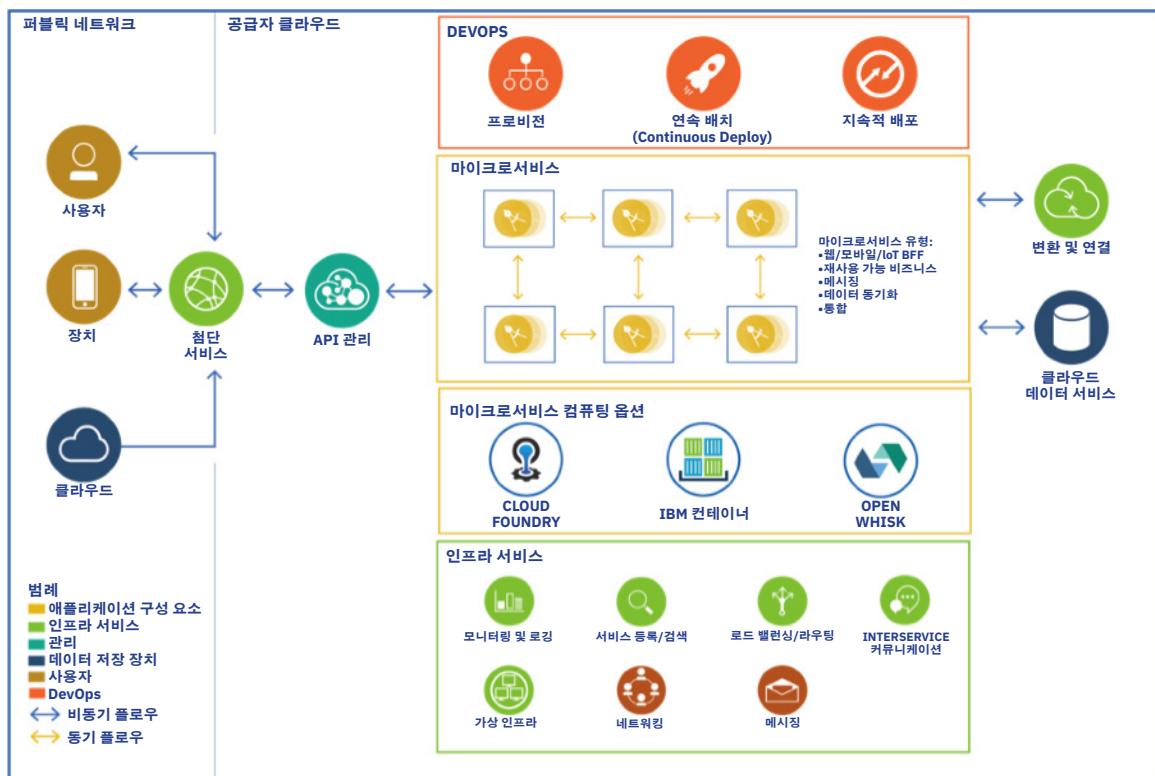 퍼블릭 네트워크
공급자 클라우드
DEVOPS
프로비전
연속 배치
(Continuous Deploy)
지속적 배포
사용자
장치
클라우드
첨단
서비스
API 관리
마이크로서비스
마이크로서비스 유형:
•웹/모바일/IoT BFF
•재사용 가능 비즈니스
•메시징
•데이터 동기화
•통합
변환 및 연결
클라우드
데이터 서비스
마이크로서비스 컴퓨팅 옵션
CLOUD
FOUNDRY
IBM 컨테이너
OPEN
WHISK
인프라 서비스
모니터링 및 로깅
서비스 등록/검색
로드 밸런싱/라우팅
INTERSERVICE
커뮤니케이션
가상 인프라
네트워킹
메시징
범례
애플리케이션 구성 요소
인프라 서비스
관리
데이터 저장 장치
사용자
DevOps
비동기 플로우
동기 플로우